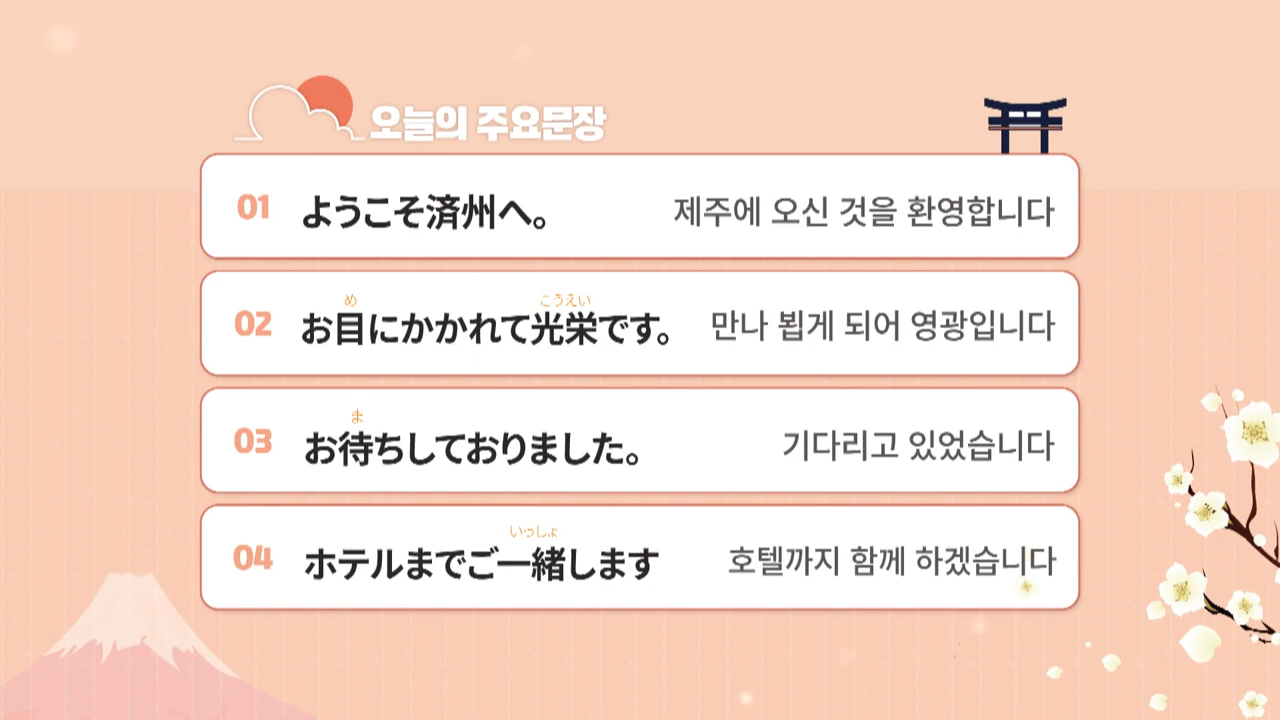 오늘의 주요문장
01 ようこそ済州へ。 제주에 오신 것을 환영합니다
め こうえい
02 お目にかかれて光栄です。 만나 뵙게 되어 영광입니다
ま
03 お待ちしておりました。 기다리고 있었습니다
いっしょ
04 ホテルまでご一緒します 호텔까지 함께 하겠습니다